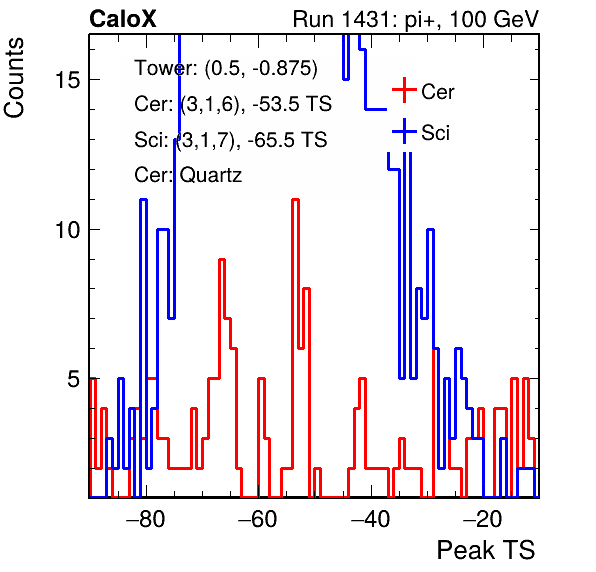 CaloX Run 1431: pi+, 100 GeV
Counts
Tower: (0.5, -0.875)
Cer: (3,1,6), -53.5 TS
Sci: (3,1,7), -65.5 TS
Cer: Quartz
Cer
Sci
15
10
5
−80 −60 −40 −20
Peak TS